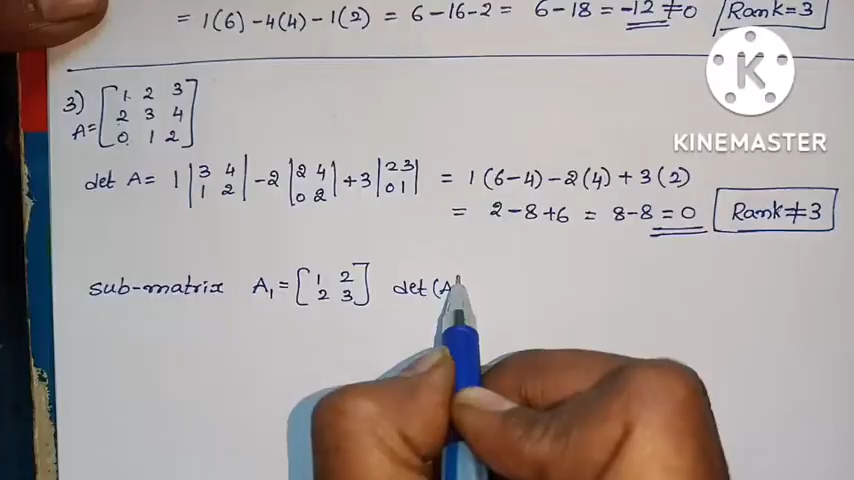 = 1(6)-4(4)-1(2) = 6-16-2 = 6-18 = -12 ≠0 Rank=3
3) A= [1 2 3
2 3 4
0 1 2]
det A= 1 |3 4 1 2| -2 |2 4 0 2| +3 |2 3 0 1| = 1(6-4)-2(4)+3(2)
= 2-8+6 = 8-8 = 0 Rank≠3
sub-matrix A₁= [1 2 2 3] det(A
K
KINEMASTER